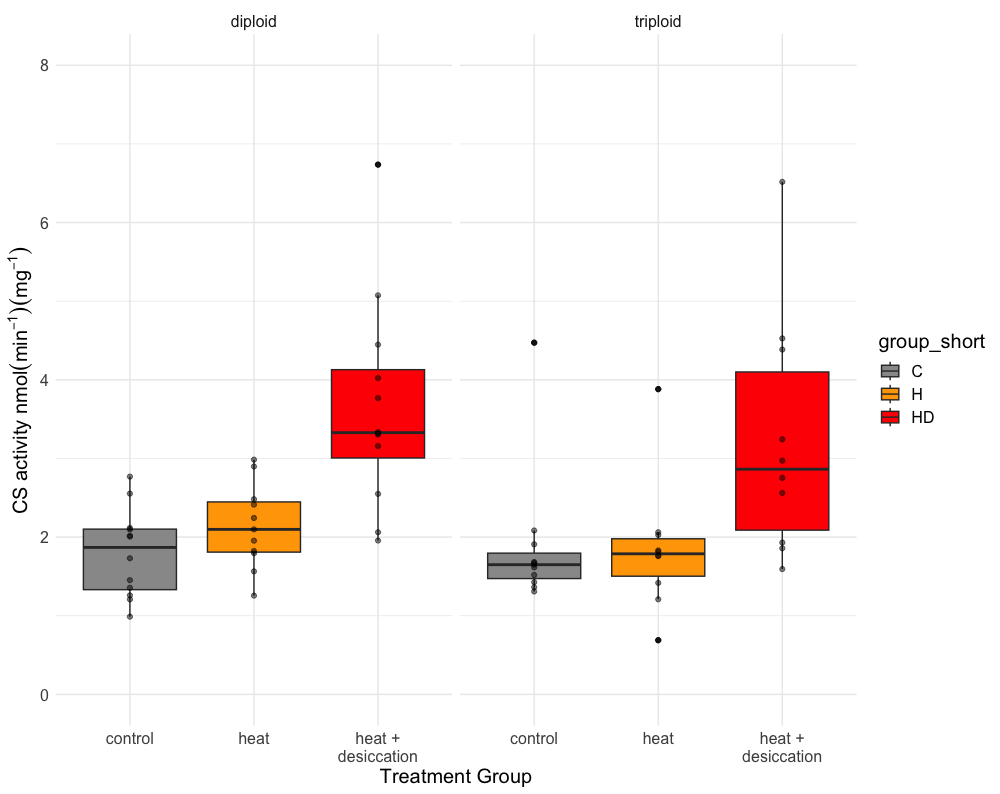 diploid
triploid
8
6
4
2
0
CS activity nmol(min⁻¹)(mg⁻¹)
control
heat
heat +
desiccation
control
heat
heat +
desiccation
Treatment Group
group_short
C
H
HD